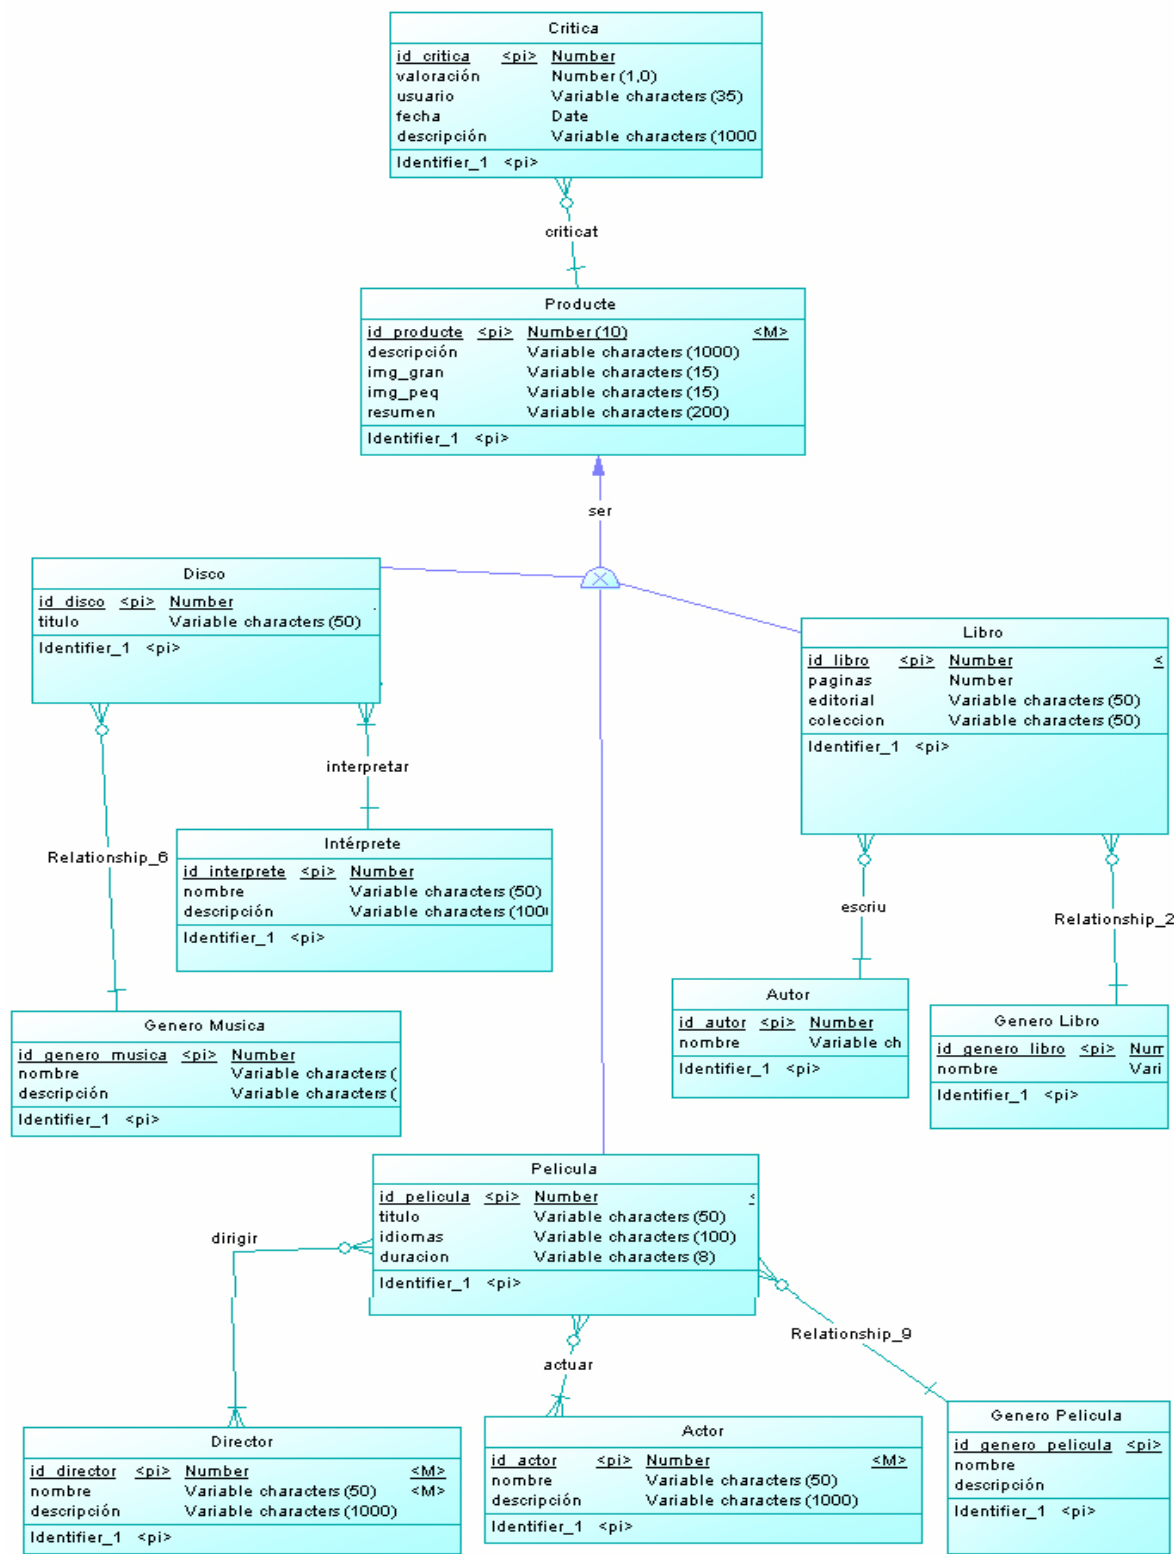 Critica
id_critica <pi> Number
valoración Number (1,0)
usuario Variable characters (35)
fecha Date
descripción Variable characters (1000
Identifier_1 <pi>
criticat
Producte
id_producte <pi> Number (10) <M>
descripción Variable characters (1000)
img_gran Variable characters (15)
img_peq Variable characters (15)
resumen Variable characters (200)
Identifier_1 <pi>
ser
Disco
id_disco <pi> Number
titulo Variable characters (50)
Identifier_1 <pi>
Libro
id_libro <pi> Number <
paginas Number
editorial Variable characters (50)
coleccion Variable characters (50)
Identifier_1 <pi>
interpretar
Relationship_6
Intérprete
id_interprete <pi> Number
nombre Variable characters (50)
descripción Variable characters (100
Identifier_1 <pi>
escriu
Relationship_2
Autor
id_autor <pi> Number
nombre Variable ch
Identifier_1 <pi>
Genero Libro
id_genero_libro <pi> Num
nombre Vari
Identifier_1 <pi>
Genero Musica
id_genero_musica <pi> Number
nombre Variable characters (
descripción Variable characters (
Identifier_1 <pi>
Pelicula
id_pelicula <pi> Number <
titulo Variable characters (50)
idiomas Variable characters (100)
duracion Variable characters (8)
Identifier_1 <pi>
dirigir
actuar
Relationship_9
Director
id_director <pi> Number <M>
nombre Variable characters (50) <M>
descripción Variable characters (1000)
Identifier_1 <pi>
Actor
id_actor <pi> Number <M>
nombre Variable characters (50)
descripción Variable characters (1000)
Identifier_1 <pi>
Genero Pelicula
id_genero_pelicula <pi>
nombre
descripción
Identifier_1 <pi>